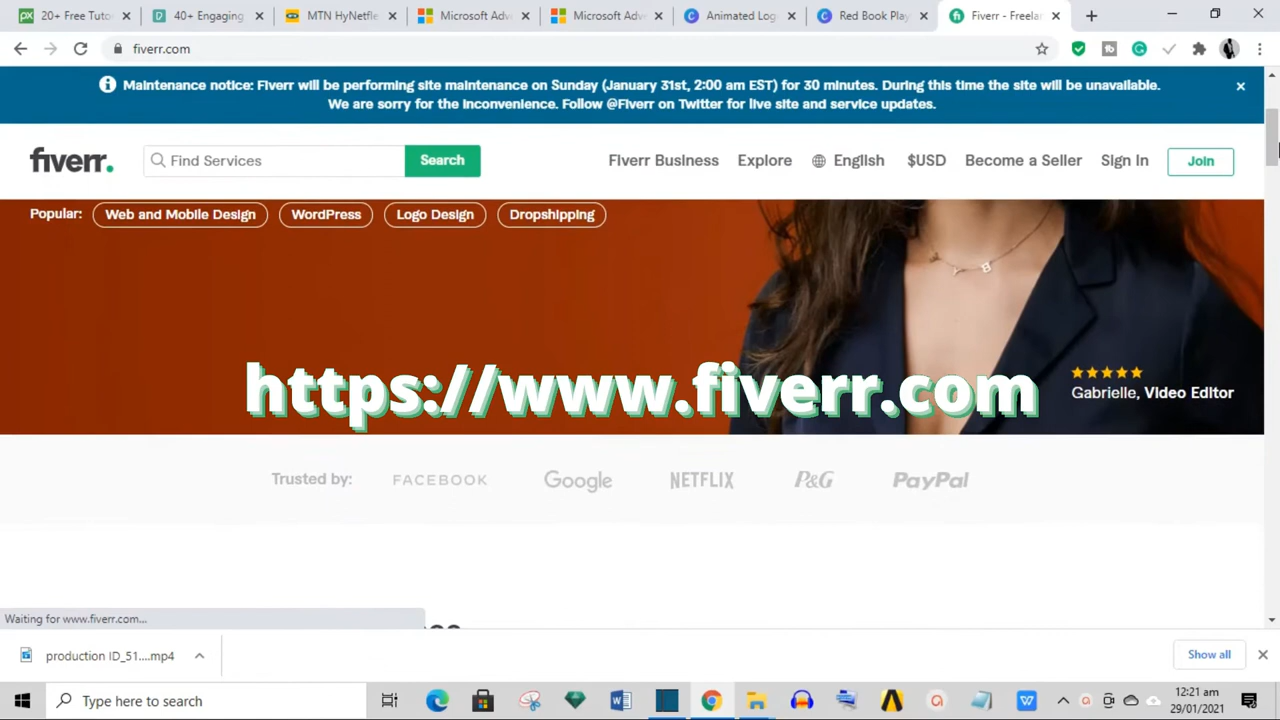 20+ Free Tuto
40+ Engaging
MTN HyNetfle
Microsoft Adve
Microsoft Adve
Animated Log
Red Book Play
Fiverr - Freelan
fiverr.com
Maintenance notice: Fiverr will be performing site maintenance on Sunday (January 31st, 2:00 am EST) for 30 minutes. During this time the site will be unavailable.
We are sorry for the inconvenience. Follow @Fiverr on Twitter for live site and service updates.
fiverr.
Find Services
Search
Fiverr Business
Explore
English
$USD
Become a Seller
Sign In
Join
Popular:
Web and Mobile Design
WordPress
Logo Design
Dropshipping
https://www.fiverr.com
Gabrielle, Video Editor
Trusted by:
FACEBOOK
Google
NETFLIX
P&G
PayPal
Waiting for www.fiverr.com...
production ID_51....mp4
Show all
Type here to search
12:21 am
29/01/2021